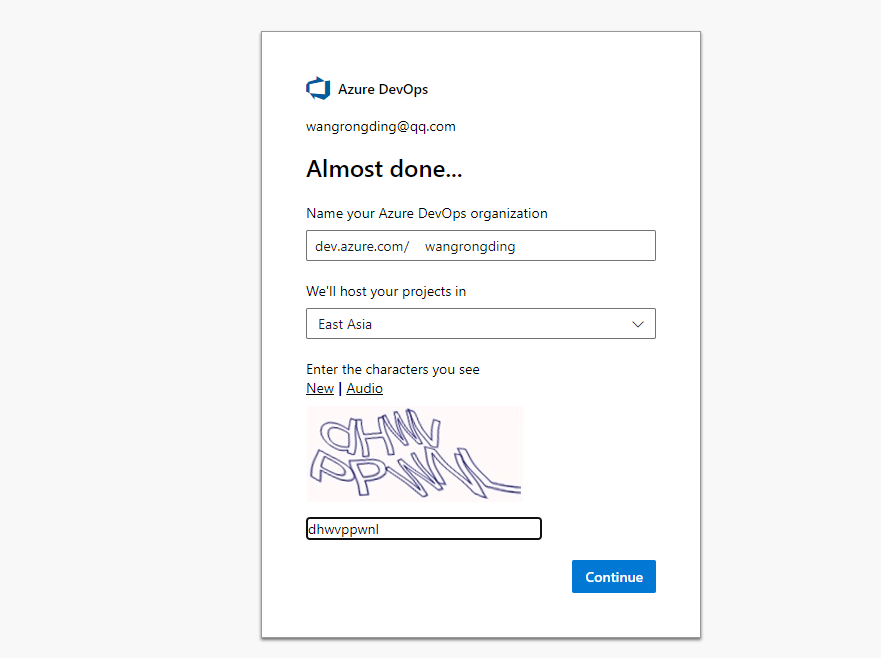 Azure DevOps
wangrongding@qq.com
Almost done...
Name your Azure DevOps organization
dev.azure.com/ wangrongding
We'll host your projects in
East Asia
Enter the characters you see
New | Audio
dhwvppwnl
Continue